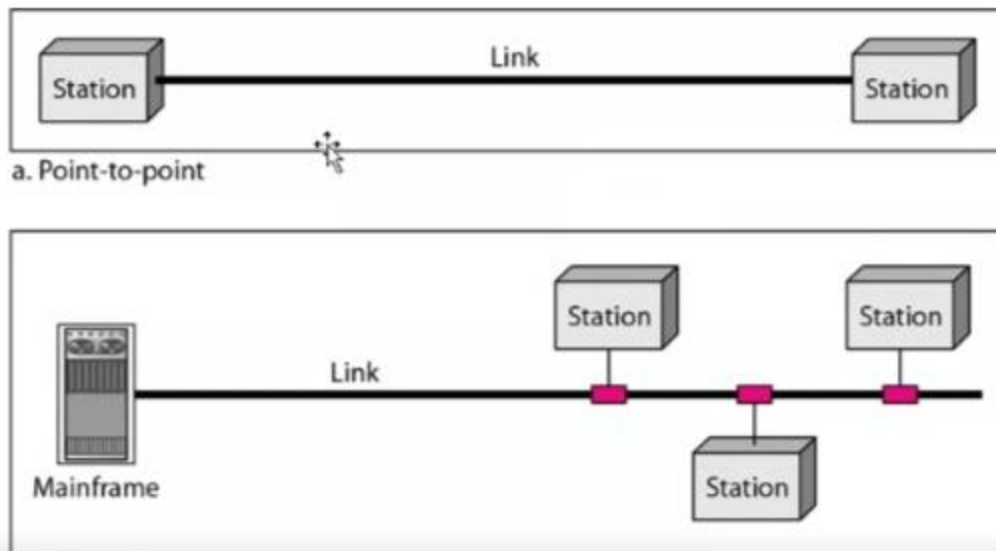 Link
Station
Station
a. Point-to-point
Station
Station
Link
Station
Mainframe